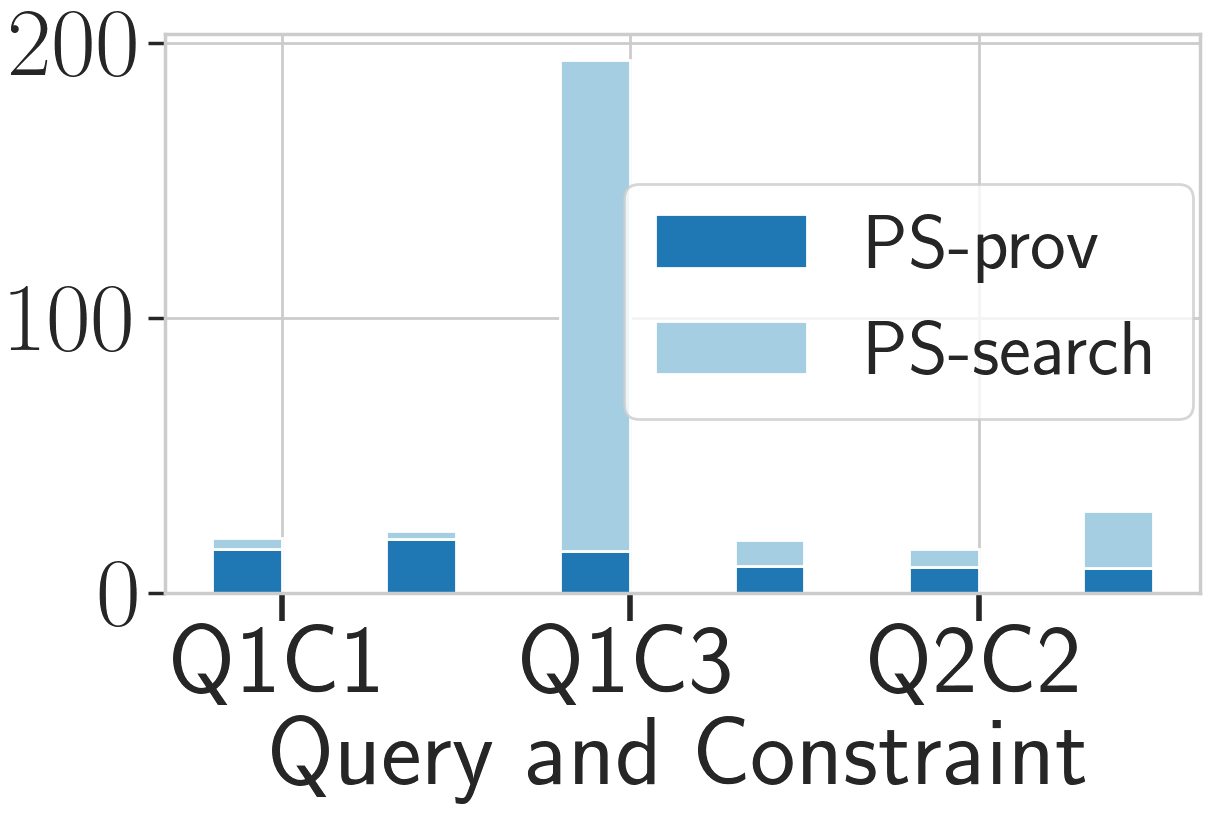 200
100
0
PS-prov
PS-search
Q1C1 Q1C3 Q2C2
Query and Constraint